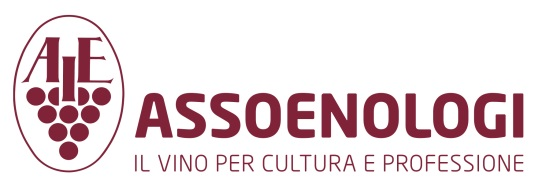 AIE
ASSOENOLOGI
IL VINO PER CULTURA E PROFESSIONE